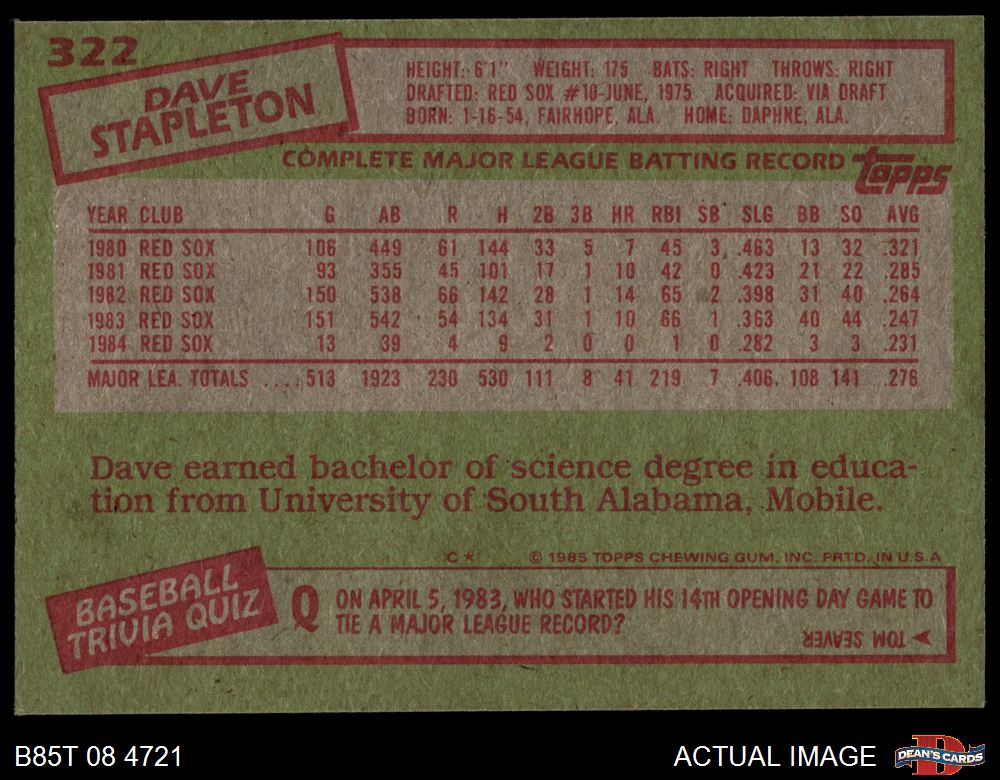 322
DAVE
STAPLETON
HEIGHT: 6'1" WEIGHT: 175 BATS: RIGHT THROWS: RIGHT
DRAFTED: RED SOX #10-JUNE, 1975 ACQUIRED: VIA DRAFT
BORN: 1-16-54, FAIRHOPE, ALA. HOME: DAPHNE, ALA.
COMPLETE MAJOR LEAGUE BATTING RECORD topps
YEAR CLUB G AB R H 2B 3B HR RBI SB SLG BB SO AVG
1980 RED SOX 106 449 61 144 33 5 7 45 3 .463 13 32 .321
1981 RED SOX 93 355 45 101 17 1 10 42 0 .423 21 22 .285
1982 RED SOX 150 538 66 142 28 1 14 65 2 .398 31 40 .264
1983 RED SOX 151 542 54 134 31 1 10 66 1 .363 40 44 .247
1984 RED SOX 13 39 4 9 2 0 0 1 0 .282 3 3 .231
MAJOR LEA. TOTALS .... 513 1923 230 530 111 8 41 219 7 .406 108 141 .276
Dave earned bachelor of science degree in educa-
tion from University of South Alabama, Mobile.
C★ © 1985 TOPPS CHEWING GUM, INC. PRTD. IN U.S.A
BASEBALL
TRIVIA QUIZ
Q ON APRIL 5, 1983, WHO STARTED HIS 14TH OPENING DAY GAME TO
TIE A MAJOR LEAGUE RECORD?
TOM SEAVER
B85T 08 4721
ACTUAL IMAGE
DEAN'S CARDS